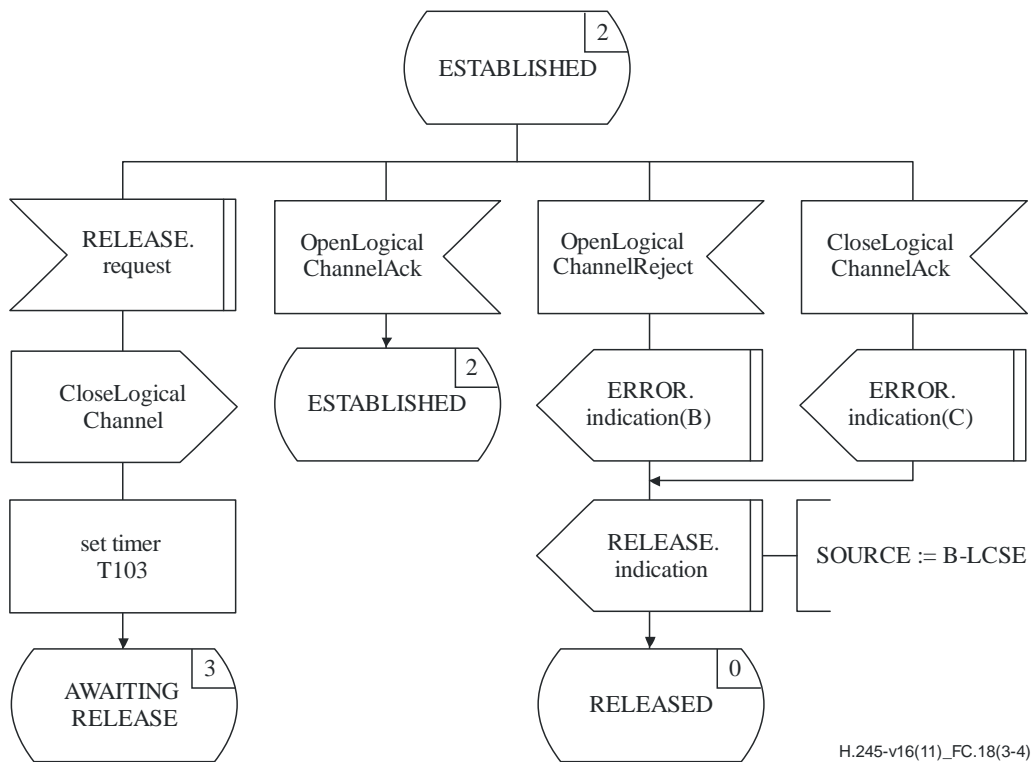 2
ESTABLISHED
RELEASE.
request
OpenLogical
ChannelAck
OpenLogical
ChannelReject
CloseLogical
ChannelAck
CloseLogical
Channel
2
ESTABLISHED
ERROR.
indication(B)
ERROR.
indication(C)
set timer
T103
RELEASE.
indication
SOURCE := B-LCSE
3
AWAITING
RELEASE
0
RELEASED
H.245-v16(11)_FC.18(3-4)